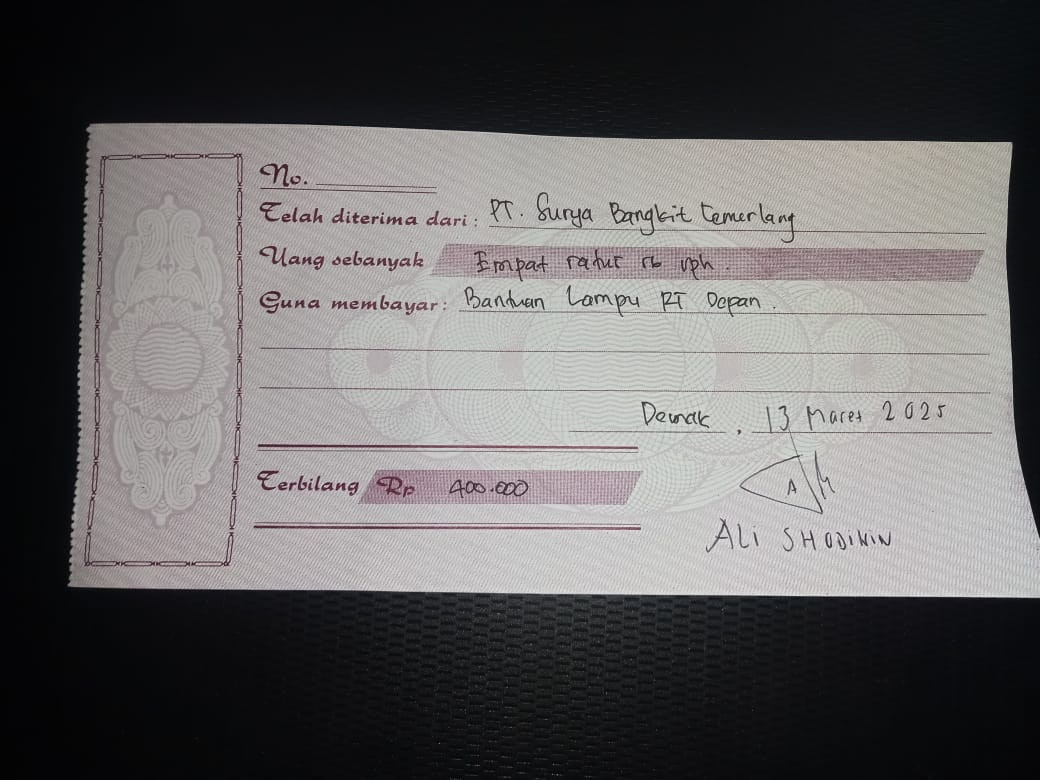 No.
Telah diterima dari : PT. Surya Bangkit Cemerlang
Uang sebanyak Empat ratus rb rph.
Guna membayar : Bantuan Lampu RT Depan.
Demak, 13 Maret 2025
Terbilang Rp 400.000
A
ALI SHODIKIN